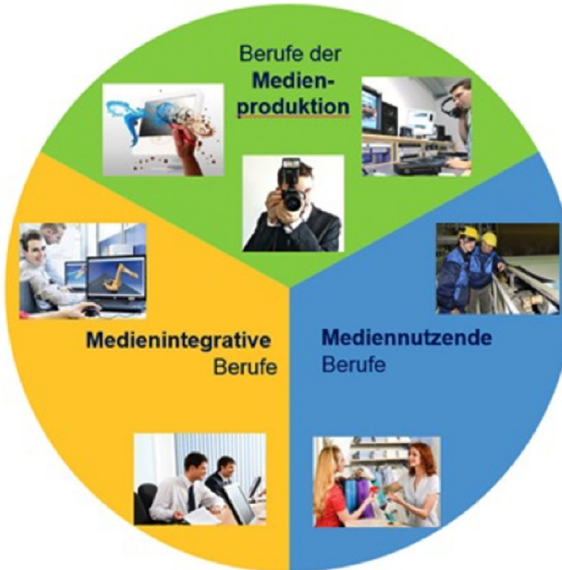 Berufe der
Medien-
produktion
Medienintegrative
Berufe
Mediennutzende
Berufe